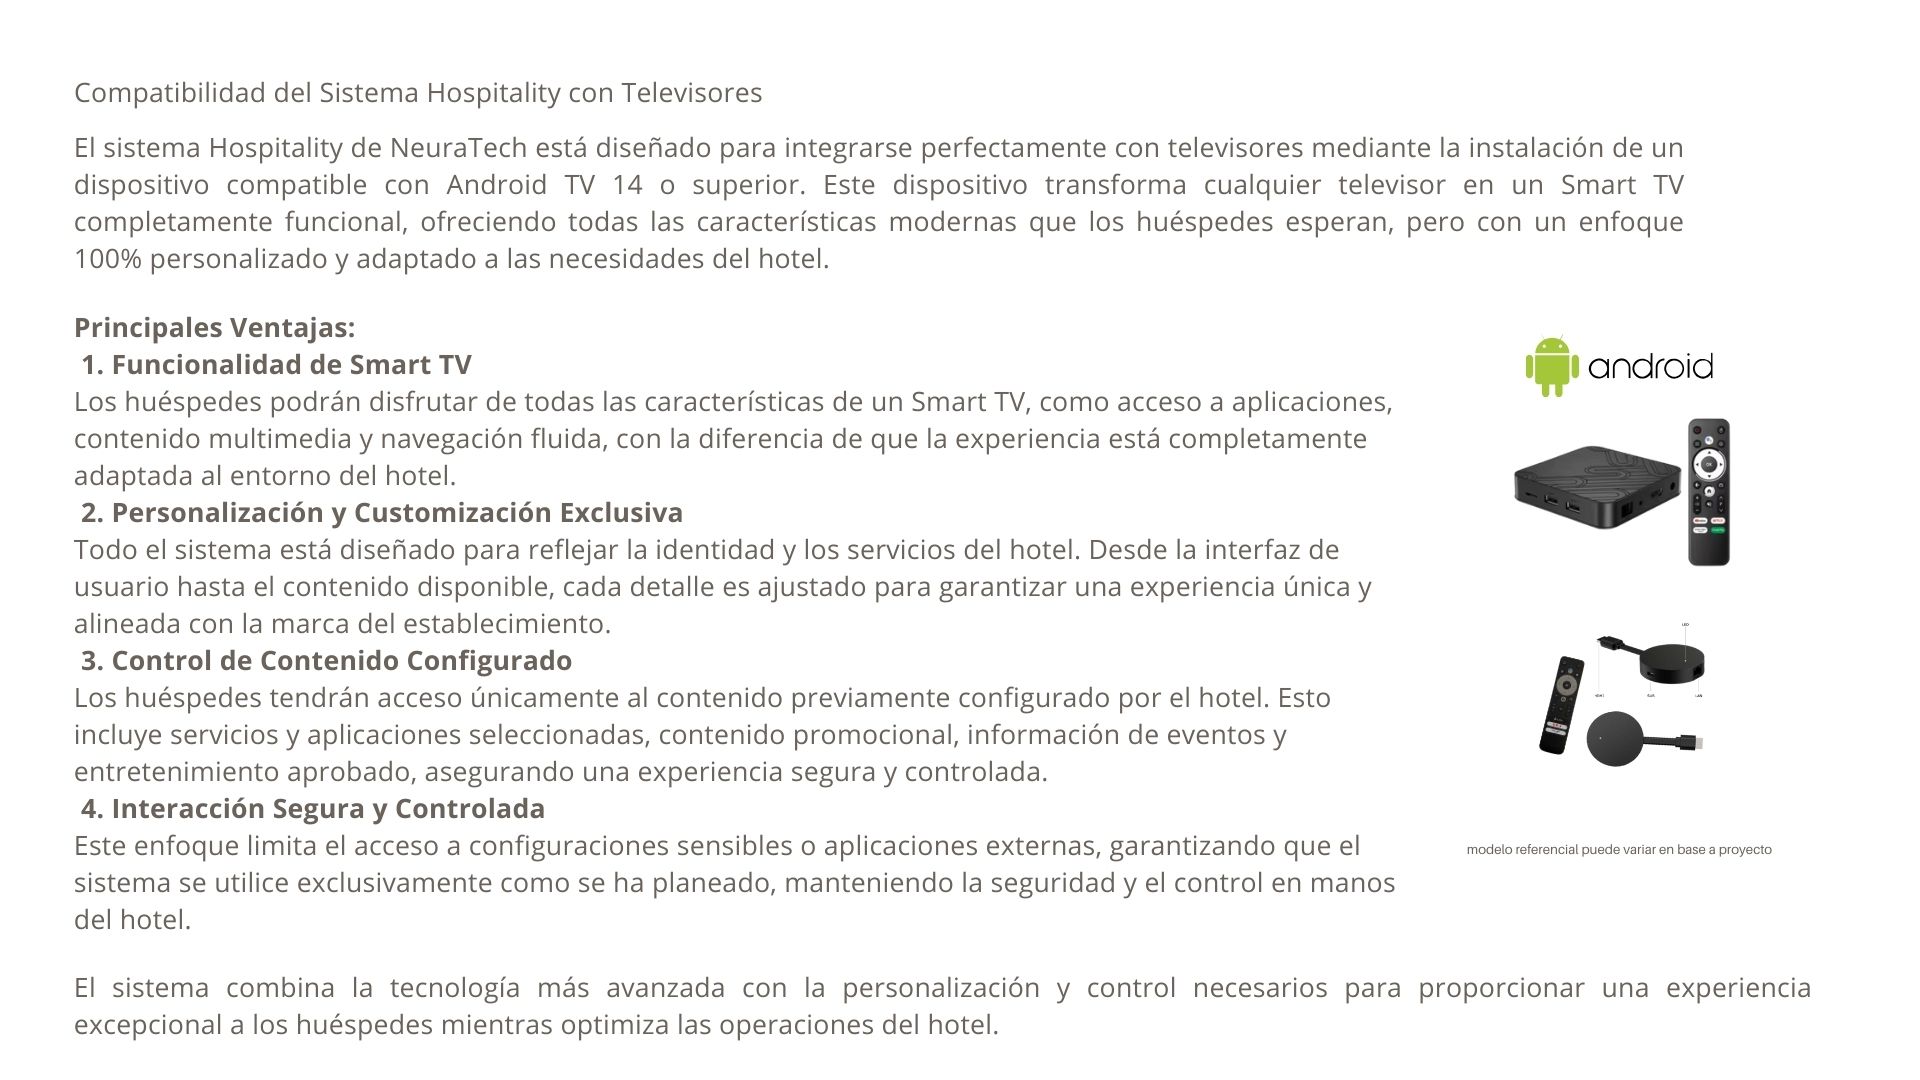 Compatibilidad del Sistema Hospitality con Televisores
El sistema Hospitality de NeuraTech está diseñado para integrarse perfectamente con televisores mediante la instalación de un
dispositivo compatible con Android TV 14 o superior. Este dispositivo transforma cualquier televisor en un Smart TV
completamente funcional, ofreciendo todas las características modernas que los huéspedes esperan, pero con un enfoque
100% personalizado y adaptado a las necesidades del hotel.
Principales Ventajas:
1. Funcionalidad de Smart TV
Los huéspedes podrán disfrutar de todas las características de un Smart TV, como acceso a aplicaciones,
contenido multimedia y navegación fluida, con la diferencia de que la experiencia está completamente
adaptada al entorno del hotel.
2. Personalización y Customización Exclusiva
Todo el sistema está diseñado para reflejar la identidad y los servicios del hotel. Desde la interfaz de
usuario hasta el contenido disponible, cada detalle es ajustado para garantizar una experiencia única y
alineada con la marca del establecimiento.
3. Control de Contenido Configurado
Los huéspedes tendrán acceso únicamente al contenido previamente configurado por el hotel. Esto
incluye servicios y aplicaciones seleccionadas, contenido promocional, información de eventos y
entretenimiento aprobado, asegurando una experiencia segura y controlada.
4. Interacción Segura y Controlada
Este enfoque limita el acceso a configuraciones sensibles o aplicaciones externas, garantizando que el
sistema se utilice exclusivamente como se ha planeado, manteniendo la seguridad y el control en manos
del hotel.
El sistema combina la tecnología más avanzada con la personalización y control necesarios para proporcionar una experiencia
excepcional a los huéspedes mientras optimiza las operaciones del hotel.
android
LED
LAN
modelo referencial puede variar en base a proyecto